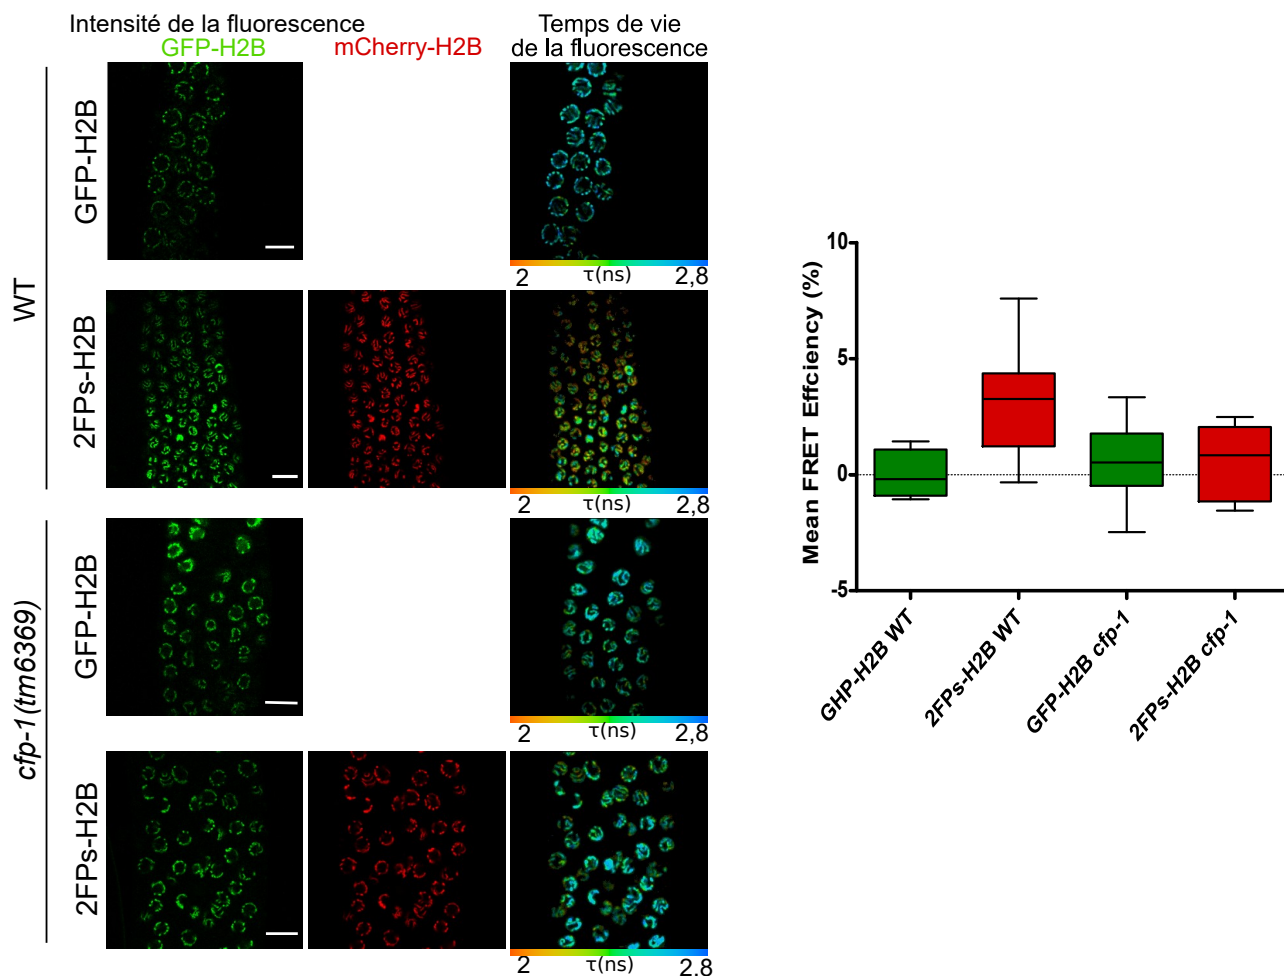 Intensité de la fluorescence
GFP-H2B
mCherry-H2B
Temps de vie
de la fluorescence
WT
GFP-H2B
2 τ(ns) 2,8
2FPs-H2B
2 τ(ns) 2,8
cfp-1(tm6369)
GFP-H2B
2 τ(ns) 2,8
2FPs-H2B
2 τ(ns) 2,8
Mean FRET Effciency (%)
10
5
0
-5
GHP-H2B WT
2FPs-H2B WT
GFP-H2B cfp-1
2FPs-H2B cfp-1